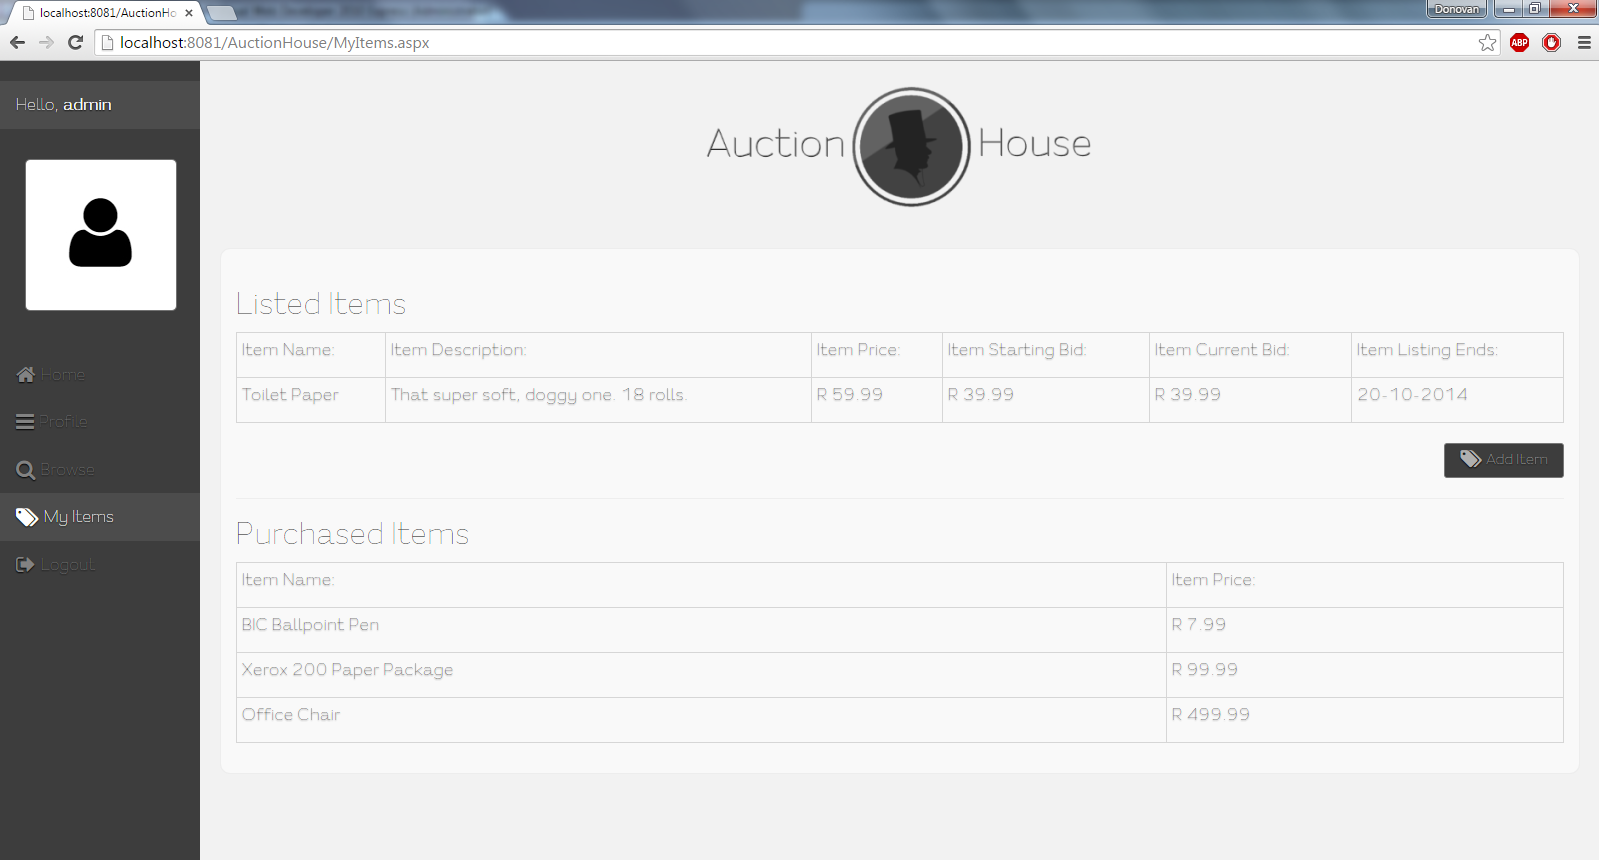 localhost:8081/AuctionHo
Donovan
localhost:8081/AuctionHouse/MyItems.aspx
ABP
Hello, admin
Home
Profile
Browse
My Items
Logout
Auction House
Listed Items
Item Name: Item Description: Item Price: Item Starting Bid: Item Current Bid: Item Listing Ends:
Toilet Paper That super soft, doggy one. 18 rolls. R 59.99 R 39.99 R 39.99 20-10-2014
Add Item
Purchased Items
Item Name: Item Price:
BIC Ballpoint Pen R 7.99
Xerox 200 Paper Package R 99.99
Office Chair R 499.99